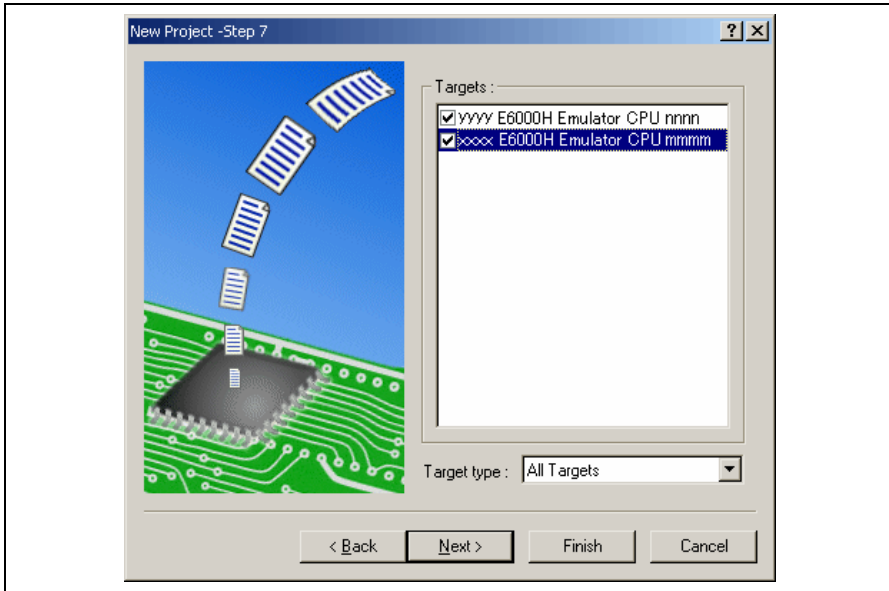 New Project -Step 7
Targets :
yyyy E6000H Emulator CPU nnnn
xxxx E6000H Emulator CPU mmmm
Target type : All Targets
< Back Next > Finish Cancel